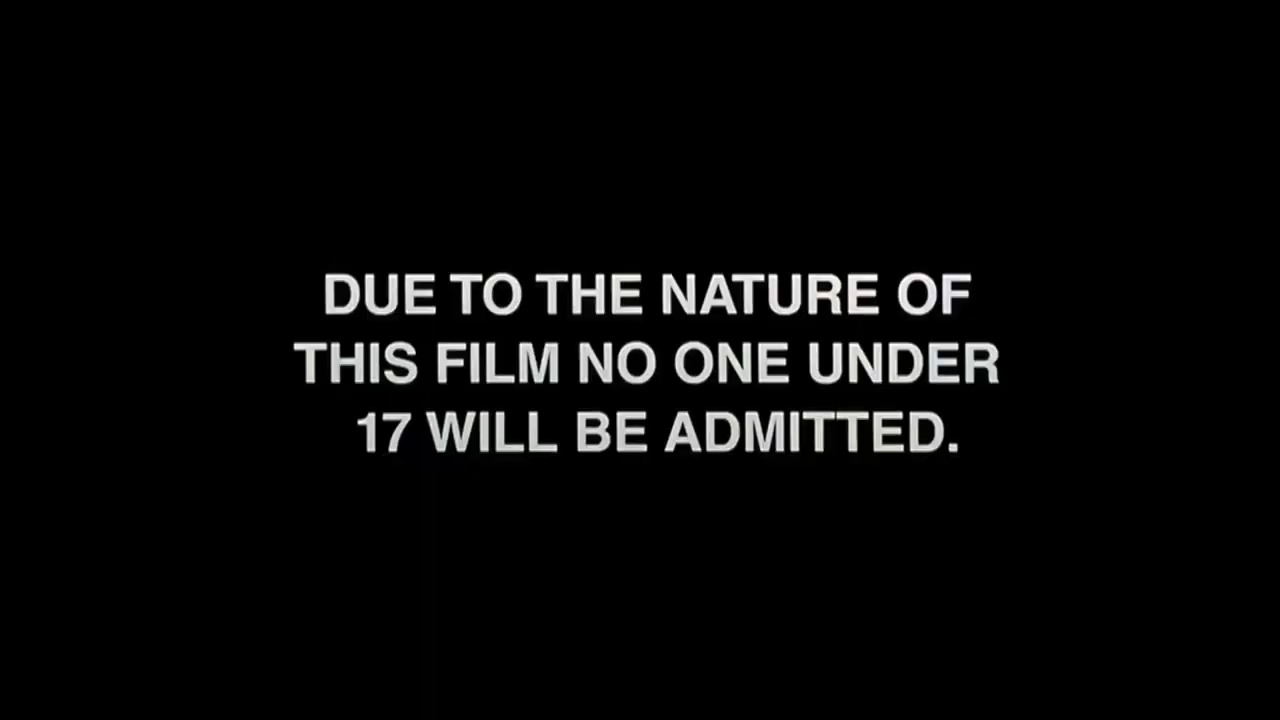 DUE TO THE NATURE OF
THIS FILM NO ONE UNDER
17 WILL BE ADMITTED.